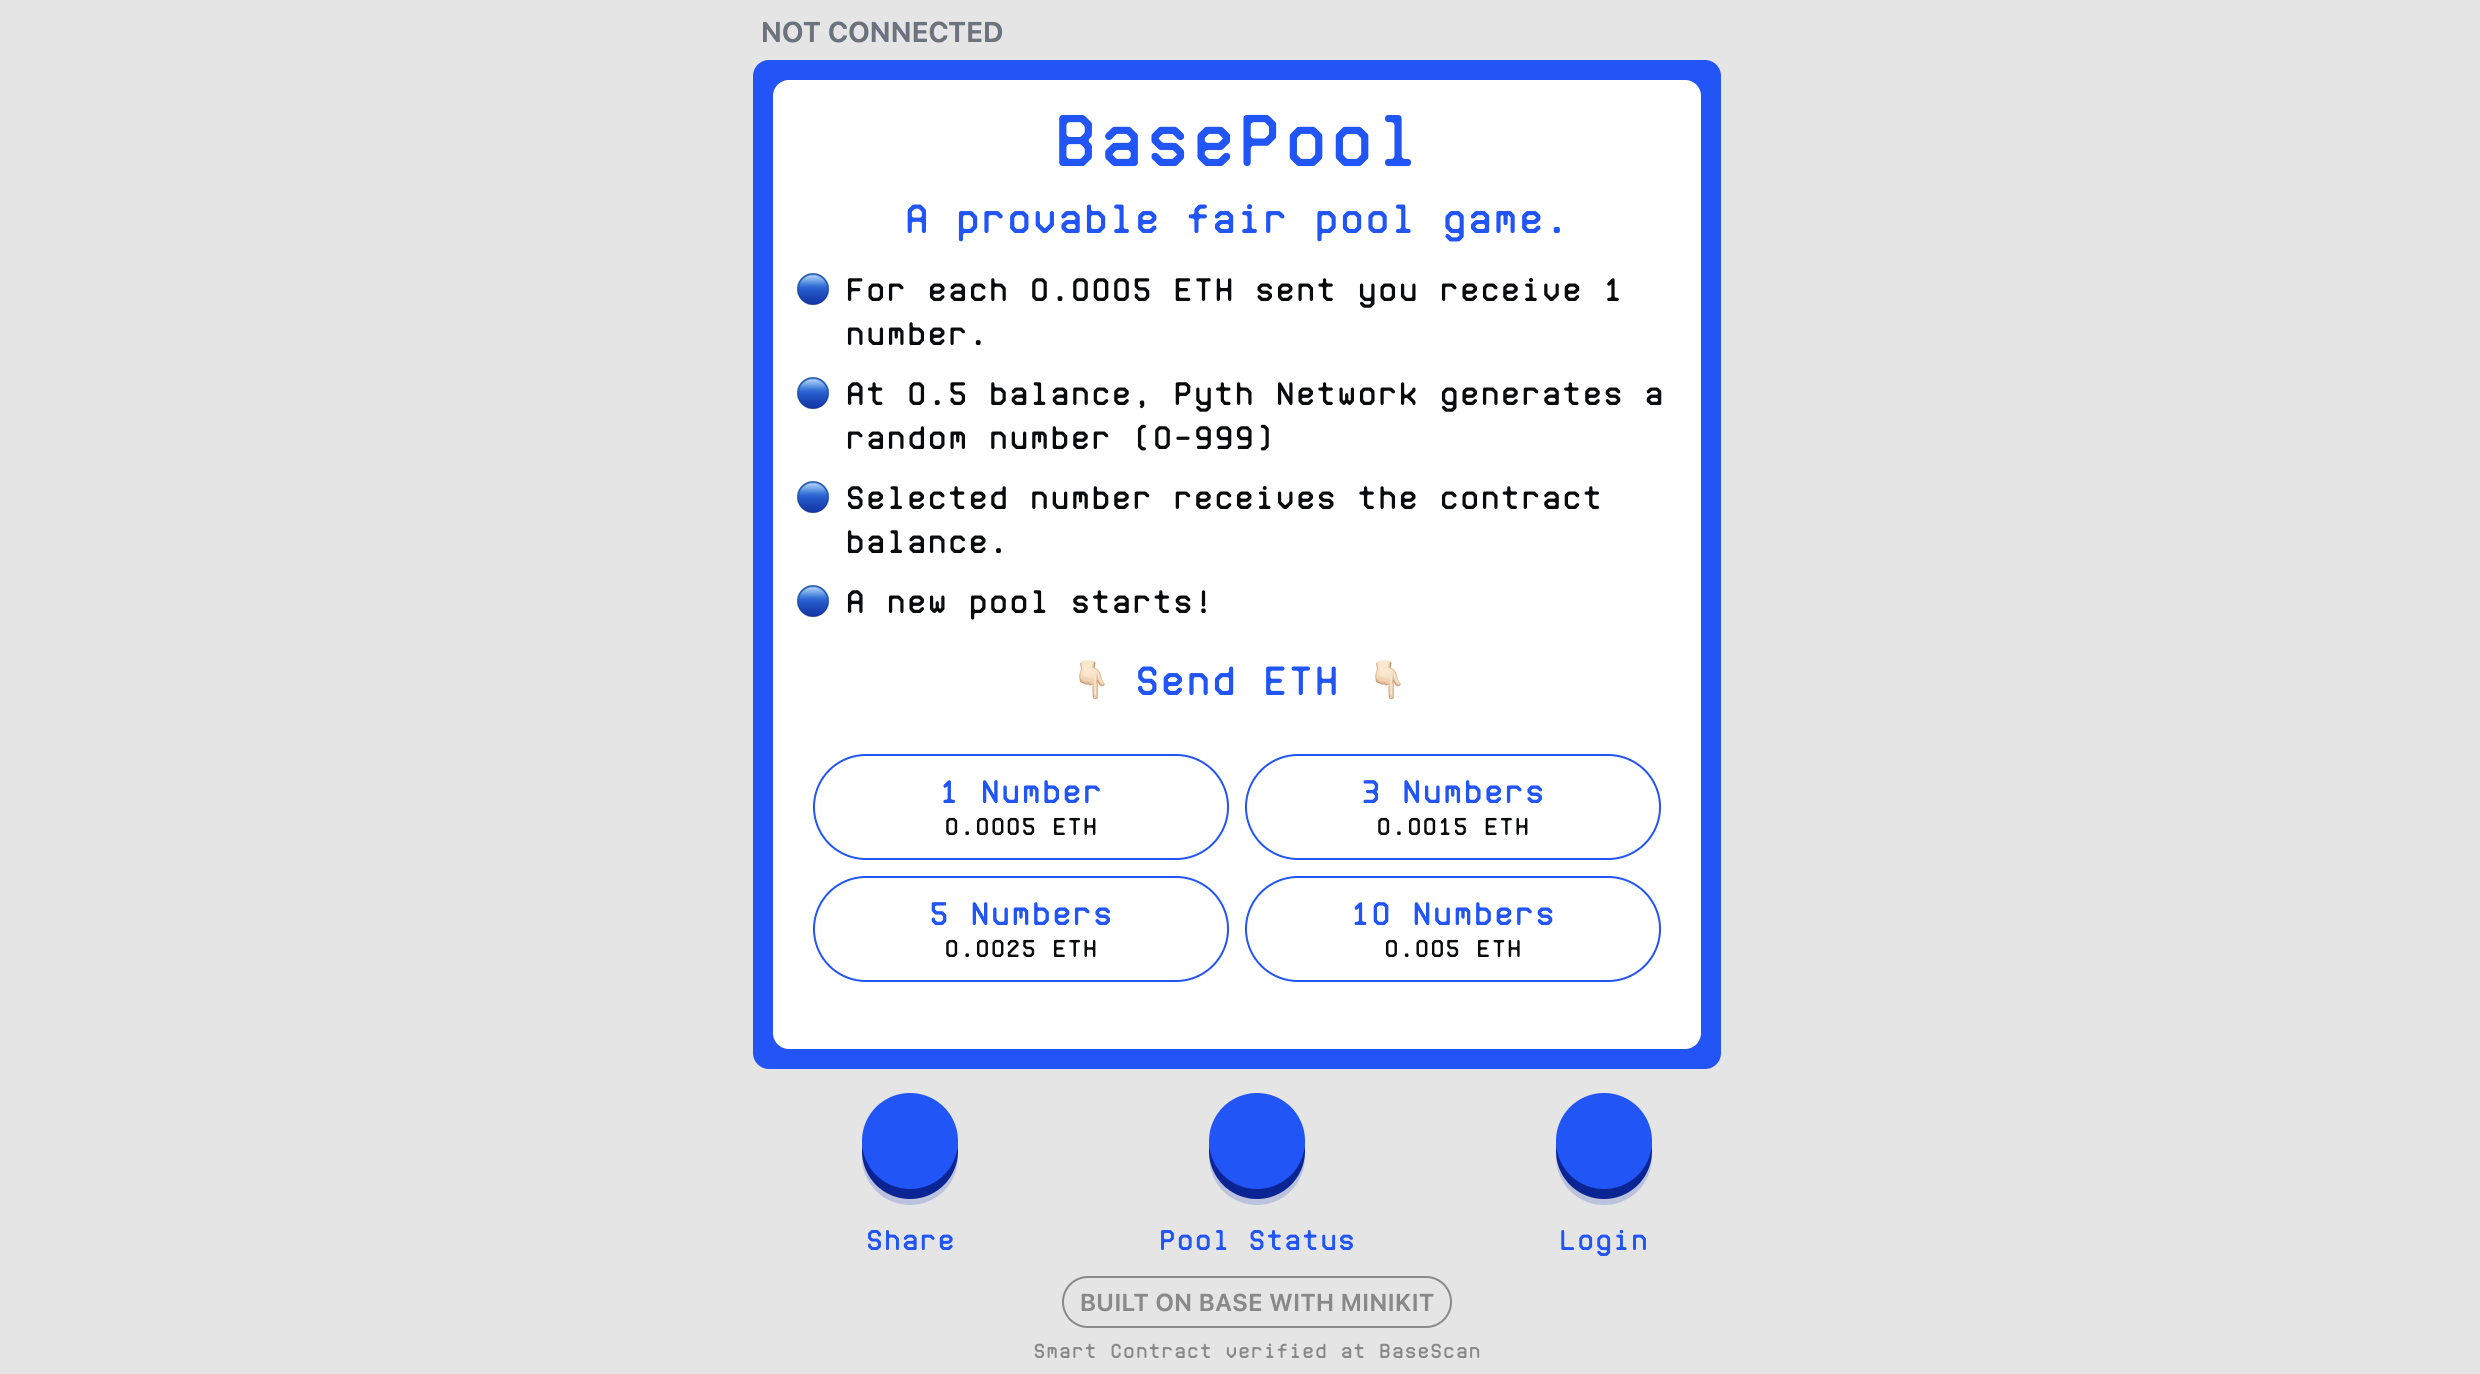 NOT CONNECTED
BasePool
A provable fair pool game.
For each 0.0005 ETH sent you receive 1
number.
At 0.5 balance, Pyth Network generates a
random number (0-999)
Selected number receives the contract
balance.
A new pool starts!
👇🏻 Send ETH 👇🏻
1 Number
0.0005 ETH
3 Numbers
0.0015 ETH
5 Numbers
0.0025 ETH
10 Numbers
0.005 ETH
Share
Pool Status
Login
BUILT ON BASE WITH MINIKIT
Smart Contract verified at BaseScan